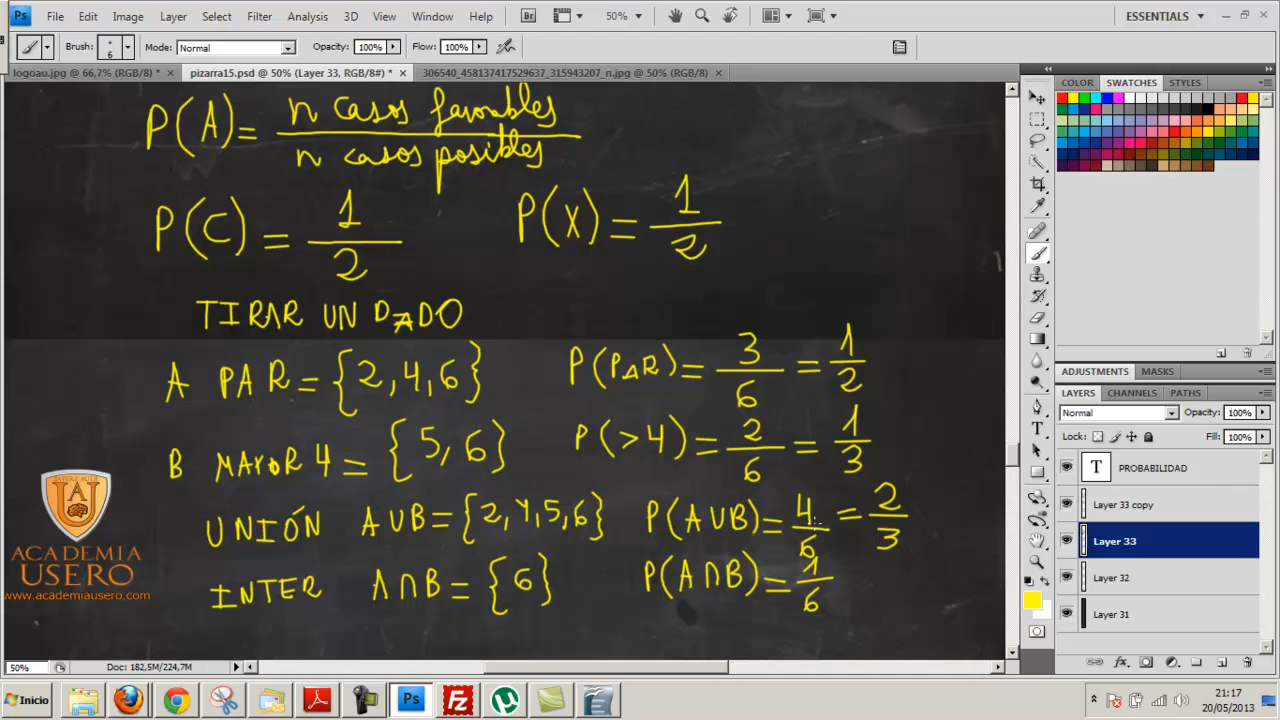 File Edit Image Layer Select Filter Analysis 3D View Window Help Br 50% ESSENTIALS
Brush: 6 Mode: Normal Opacity: 100% Flow: 100%
logoau.jpg @ 66,7% (RGB/8) * × pizarra15.psd @ 50% (Layer 33, RGB/8#) * × 306540_458137417529637_315943207_n.jpg @ 50% (RGB/8) ×
P(A)= n casos favorables / n casos posibles
P(C) = 1/2 P(X) = 1/2
TIRAR UN DADO
A PAR = {2,4,6} P(PAR) = 3/6 = 1/2
B MAYOR 4 = {5,6} P(>4) = 2/6 = 1/3
UNIÓN A∪B = {2,4,5,6} P(A∪B) = 4/6 = 2/3
INTER A∩B = {6} P(A∩B) = 1/6
ACADEMIA
USERO
www.academiausero.com
COLOR SWATCHES STYLES
ADJUSTMENTS MASKS
LAYERS CHANNELS PATHS
Normal Opacity: 100%
Lock: Fill: 100%
T PROBABILIDAD
Layer 33 copy
Layer 33
Layer 32
Layer 31
50% Doc: 182,5M/224,7M
Inicio 21:17
20/05/2013